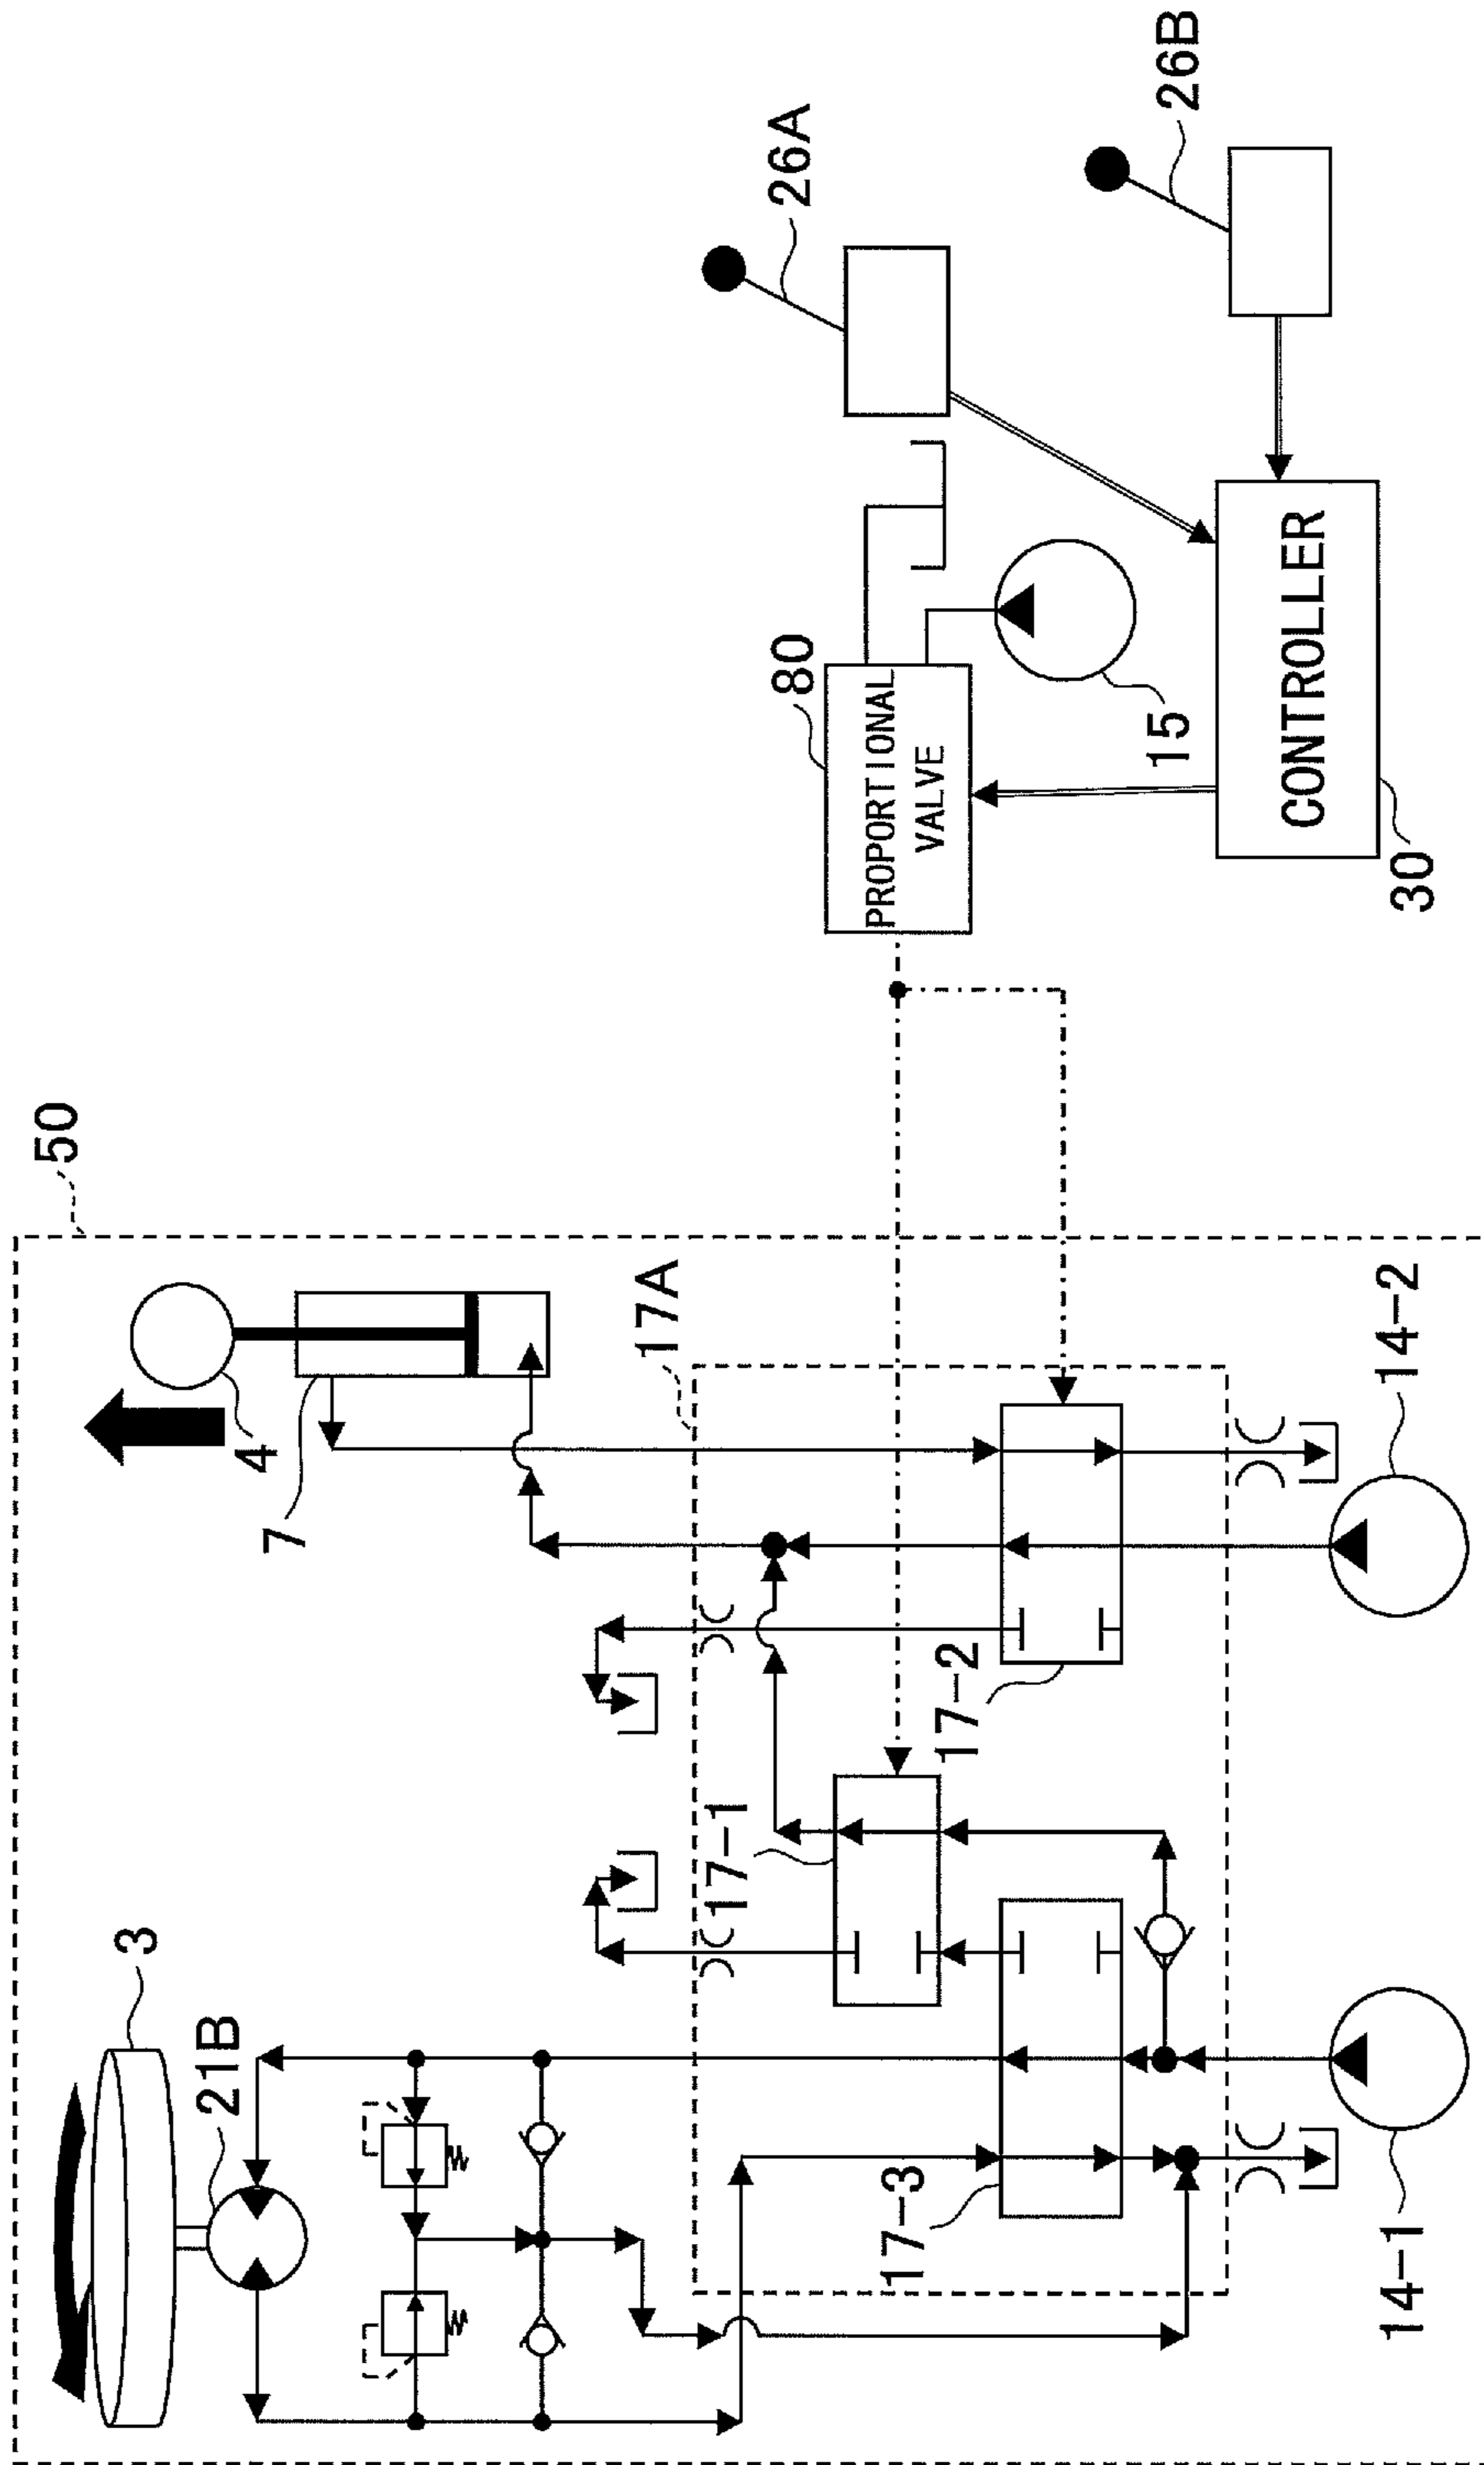 50
3
21B
4
7
17A
17-1
17-2
17-3
14-1
14-2
80
PROPORTIONAL
VALVE
15
26A
26B
CONTROLLER
30